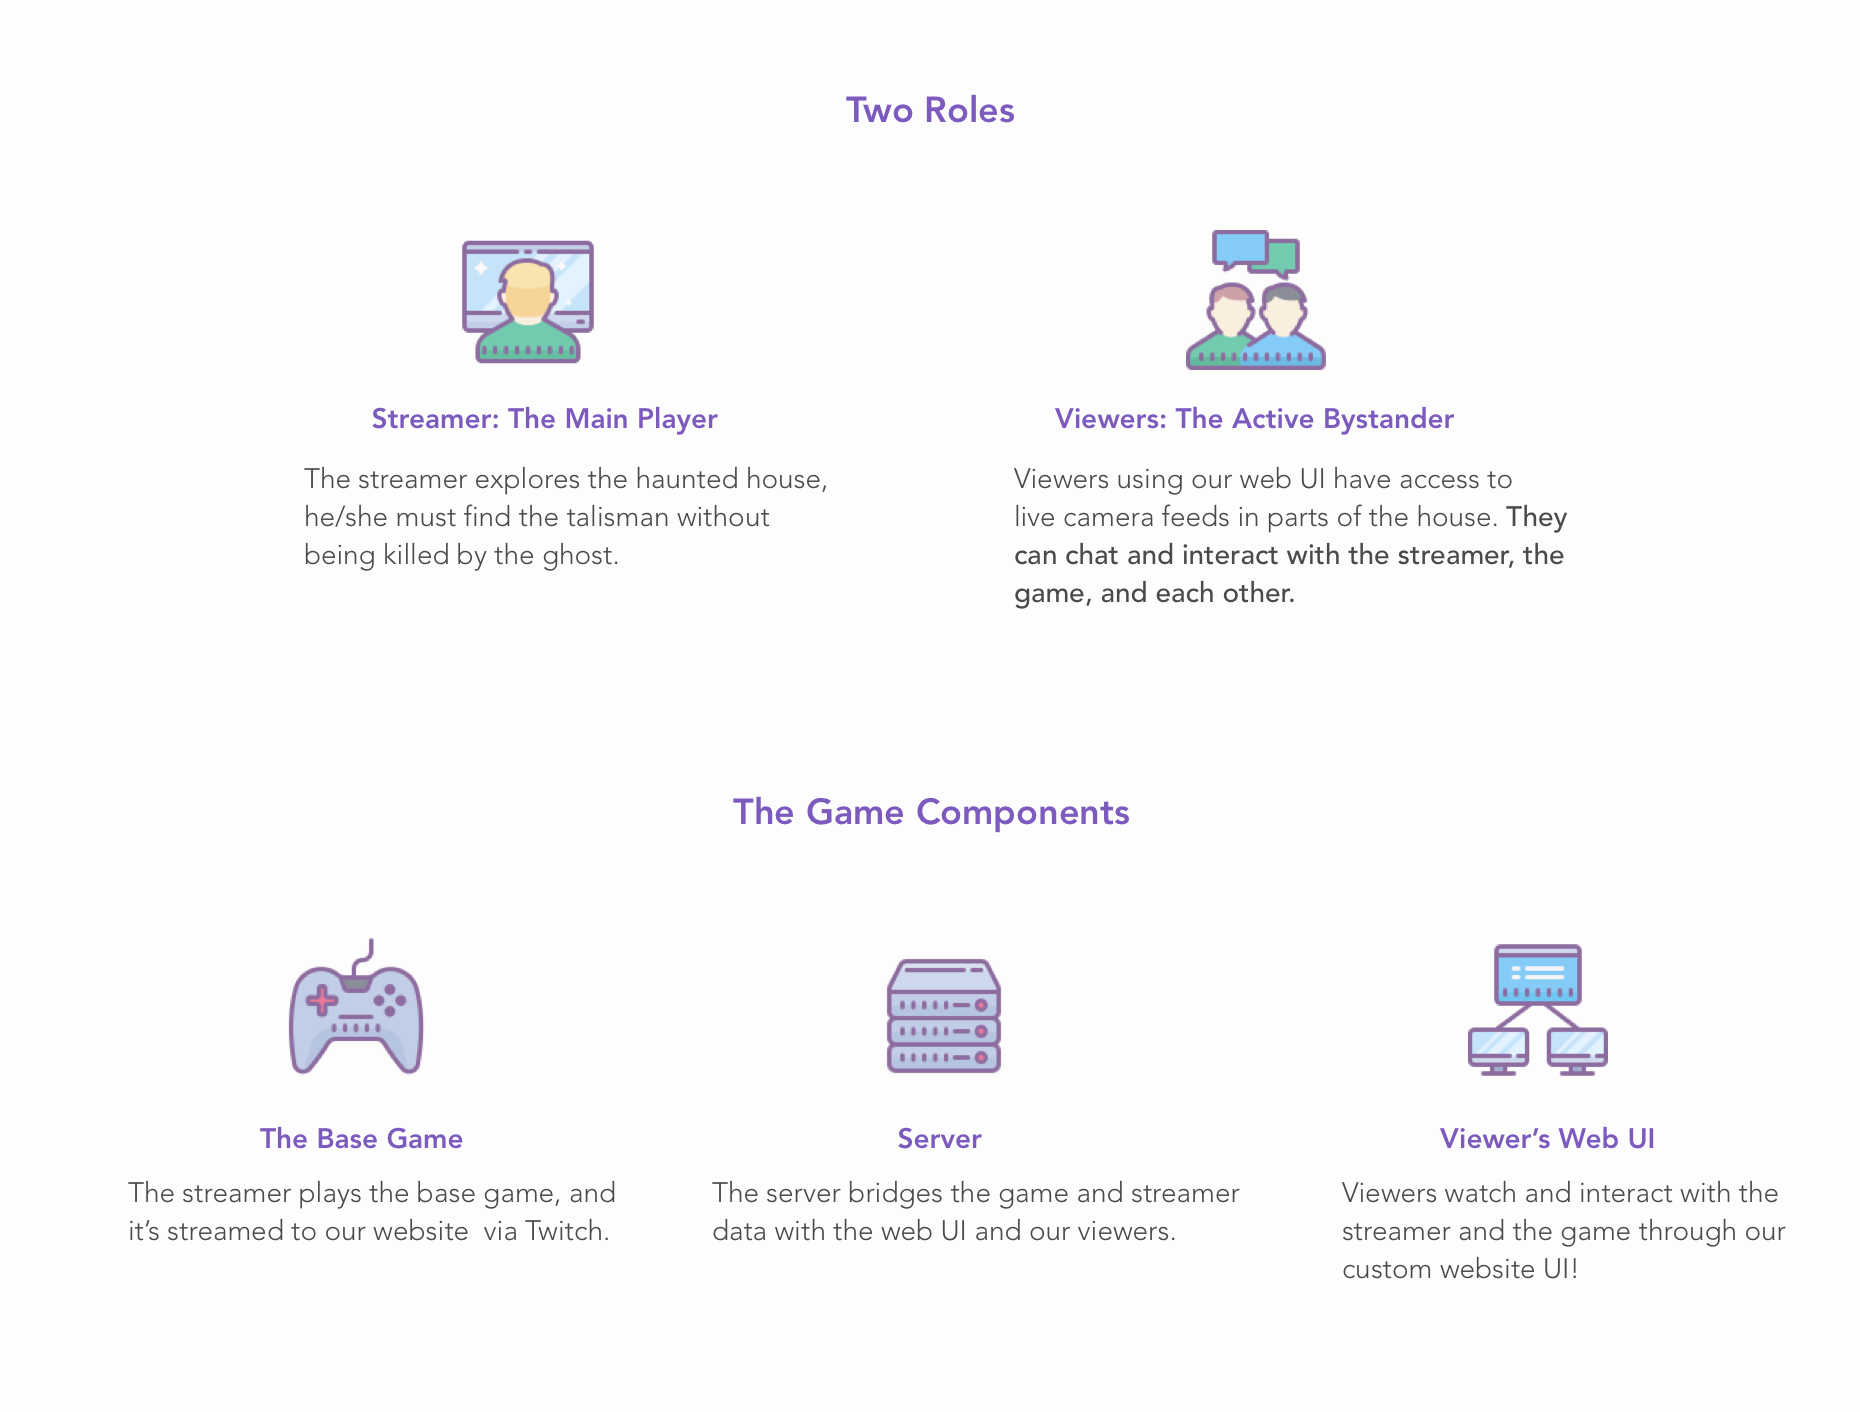 Two Roles
Streamer: The Main Player
The streamer explores the haunted house,
he/she must find the talisman without
being killed by the ghost.
Viewers: The Active Bystander
Viewers using our web UI have access to
live camera feeds in parts of the house. They
can chat and interact with the streamer, the
game, and each other.
The Game Components
The Base Game
The streamer plays the base game, and
it’s streamed to our website  via Twitch.
Server
The server bridges the game and streamer
data with the web UI and our viewers.
Viewer’s Web UI
Viewers watch and interact with the
streamer and the game through our
custom website UI!